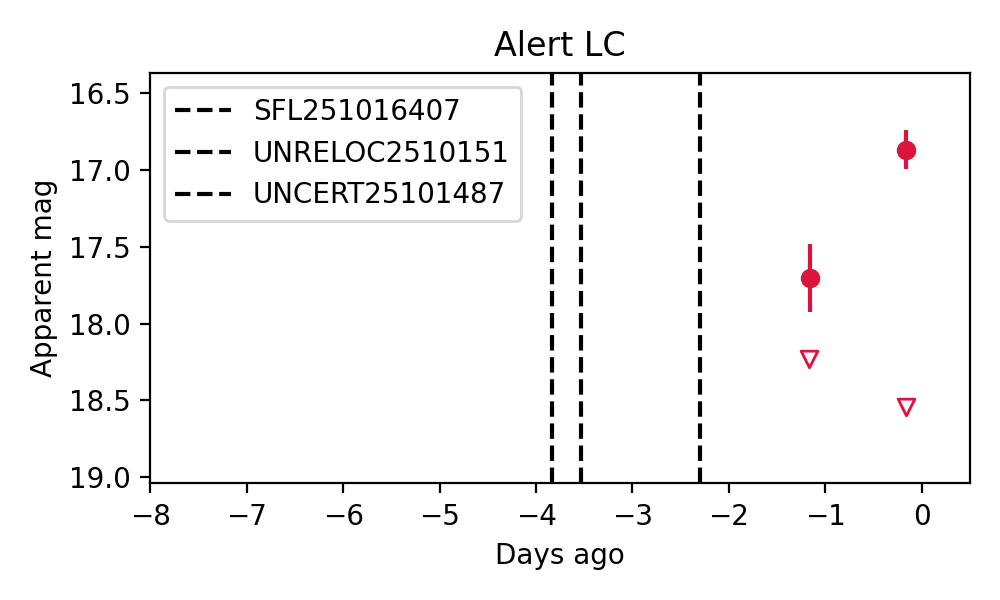 Alert LC
16.5
17.0
17.5
18.0
18.5
19.0
Apparent mag
SFL251016407
UNRELOC2510151
UNCERT25101487
−8 −7 −6 −5 −4 −3 −2 −1 0
Days ago